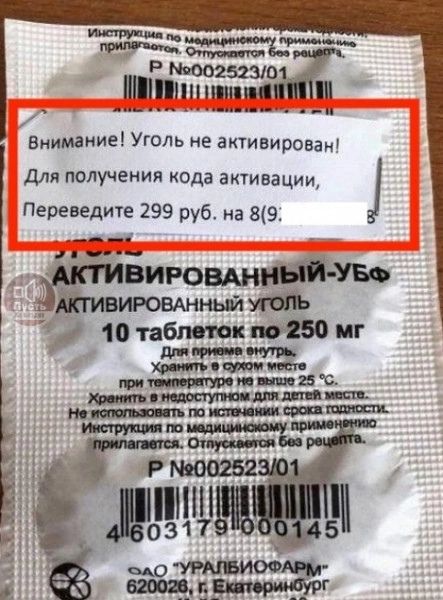 Инструкция по медицинскому применению
прилагается. Отпускается без рецепта.
Р №002523/01
Внимание! Уголь не активирован!
Для получения кода активации,
Переведите 299 руб. на 8(92 8
УГОЛЬ
АКТИВИРОВАННЫЙ-УБФ
АКТИВИРОВАННЫЙ УГОЛЬ
Пусть
10 таблеток по 250 мг
Для приема внутрь.
Хранить в сухом месте
при температуре не выше 25 °С.
Хранить в недоступном для детей месте.
Не использовать по истечении срока годности.
Инструкция по медицинскому применению
прилагается. Отпускается без рецепта.
Р №002523/01
4 603179 000145
ОАО "УРАЛБИОФАРМ"
620026, г. Екатеринбург